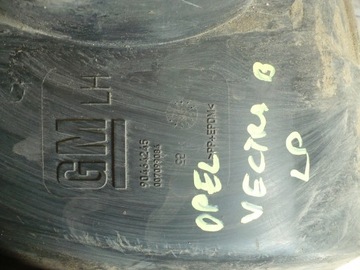 GM LH
90464245
>PP+EPDM<
OPEL
VECTRA B
LP